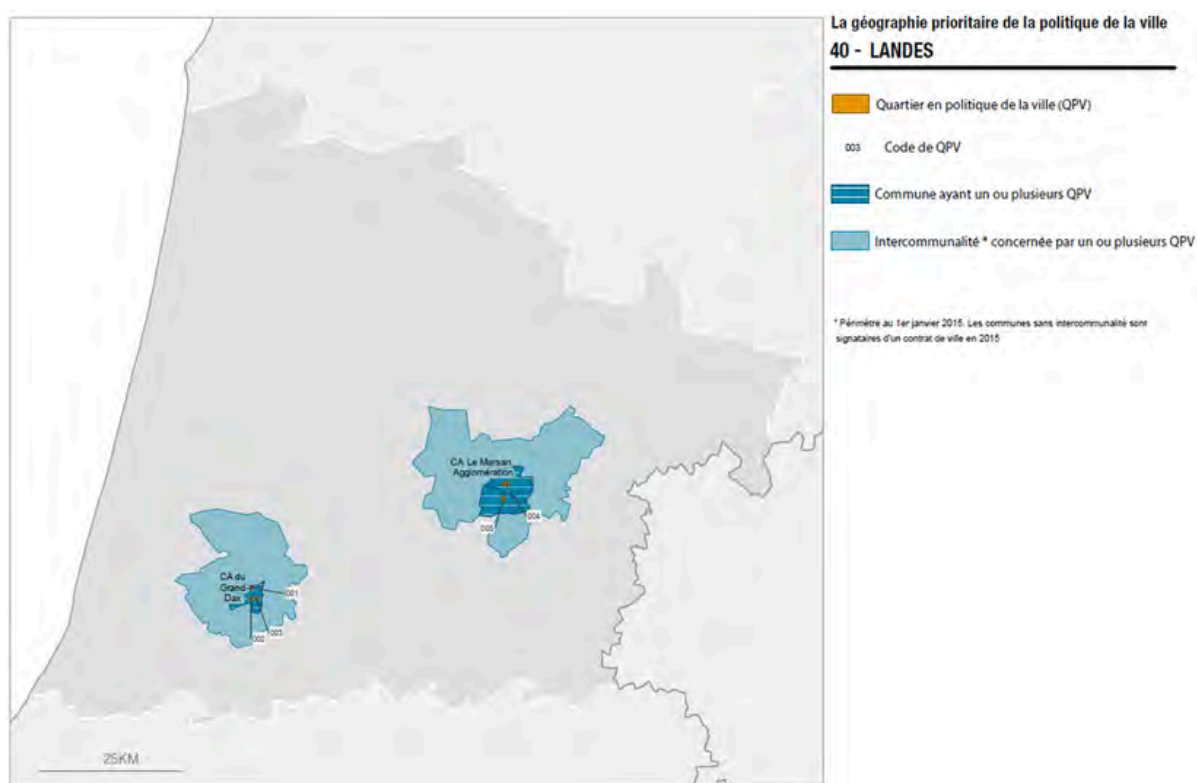 La géographie prioritaire de la politique de la ville
40 - LANDES
Quartier en politique de la ville (QPV)
003 Code de QPV
Commune ayant un ou plusieurs QPV
Intercommunalité * concernée par un ou plusieurs QPV
* Périmètre au 1er janvier 2015. Les communes sans intercommunalité sont
signataires d'un contrat de ville en 2015
CA Le Marsan
Agglomération
005
004
CA du
Grand-
Dax
001
003
002
25KM